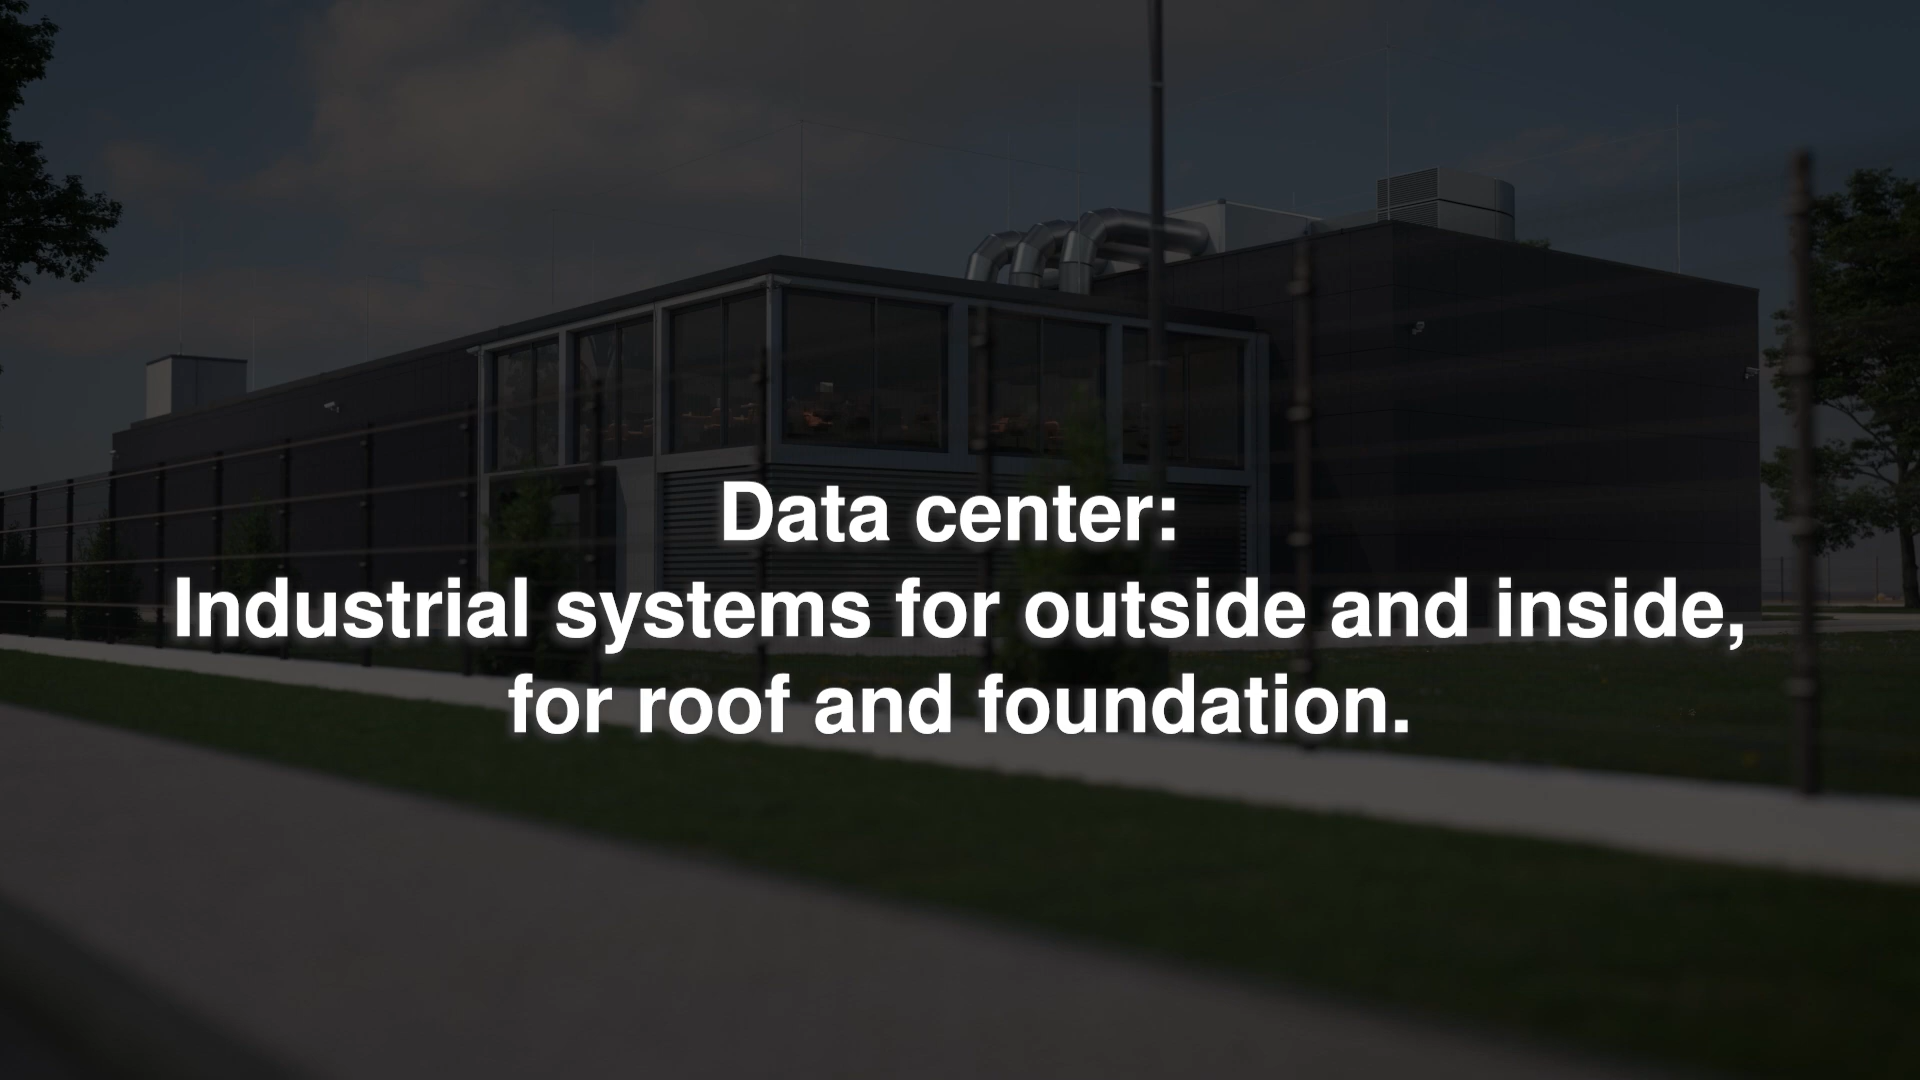 Data center:
Industrial systems for outside and inside,
for roof and foundation.